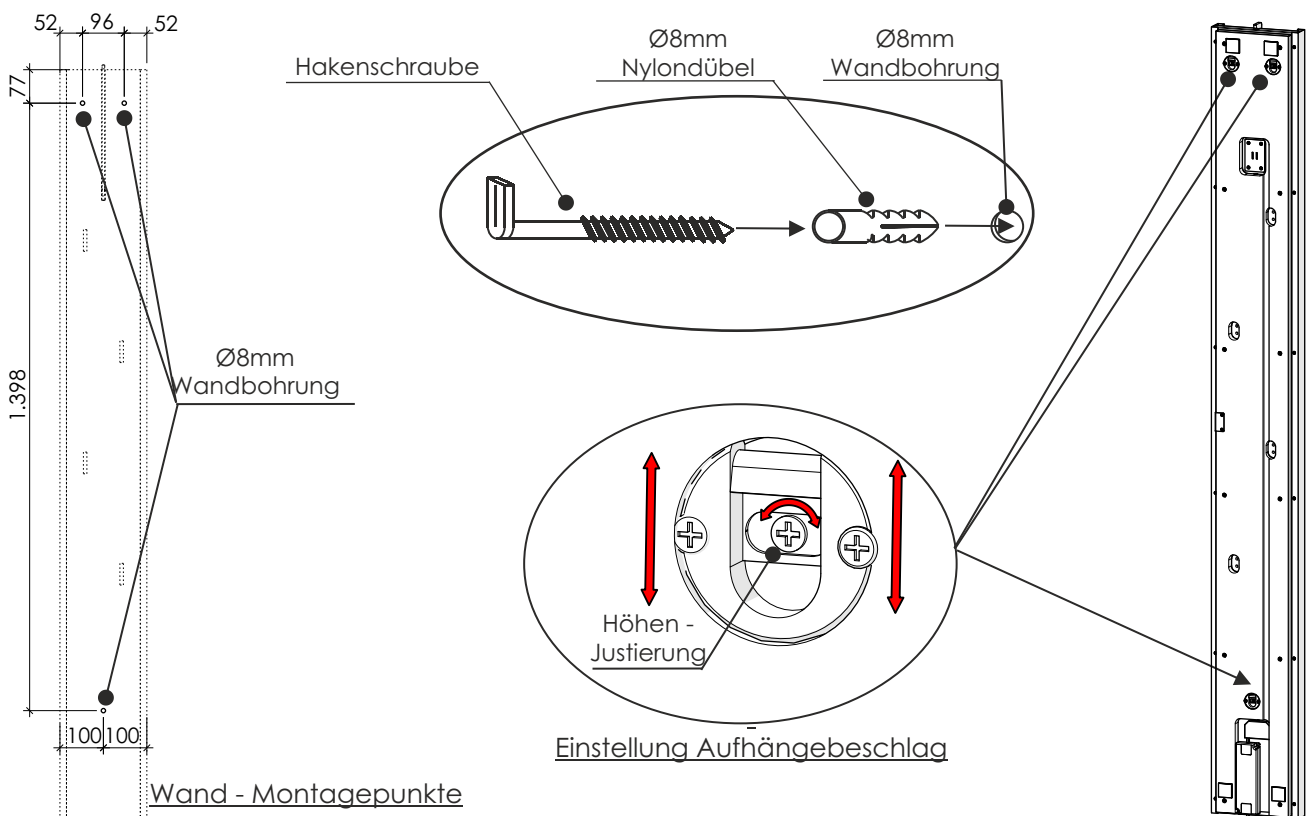 52 96 52
77
1.398
Ø8mm
Wandbohrung
100 100
Wand - Montagepunkte
Hakenschraube
Ø8mm
Nylondübel
Ø8mm
Wandbohrung
Höhen -
Justierung
Einstellung Aufhängebeschlag